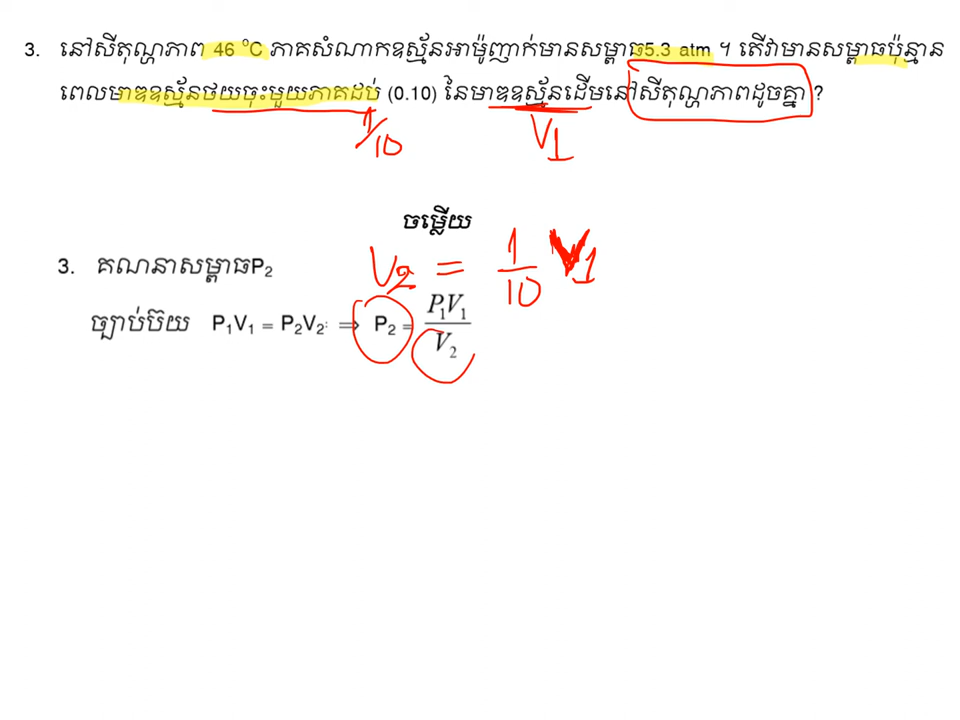 3. នៅសីតុណ្ហភាព 46 °C ភាគសំណាកឧស្ម័នអាម៉ូញាក់មានសម្ពាធ5.3 atm ។ តើវាមានសម្ពាធប៉ុន្មាន
ពេលមាឌឧស្ម័នថយចុះមួយភាគដប់ (0.10) នៃមាឌឧស្ម័នដើមនៅសីតុណ្ហភាពដូចគ្នា ?
1/10 V1
ចម្លើយ
V2 = 1/10 V1
3. គណនាសម្ពាធP₂
ច្បាប់ប៊យ P₁V₁ = P₂V₂: ⟹ P₂ = P₁V₁/V₂